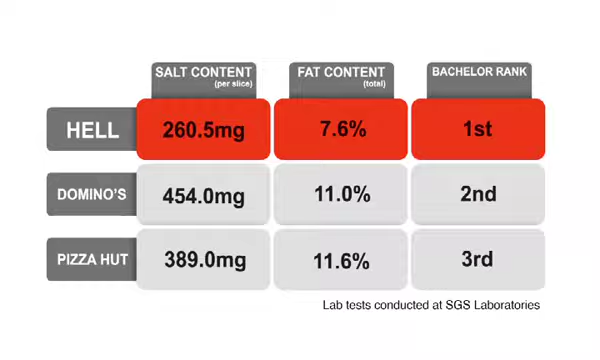 SALT CONTENT FAT CONTENT BACHELOR RANK
(per slice) (total)
HELL 260.5mg 7.6% 1st
DOMINO'S 454.0mg 11.0% 2nd
PIZZA HUT 389.0mg 11.6% 3rd
Lab tests conducted at SGS Laboratories